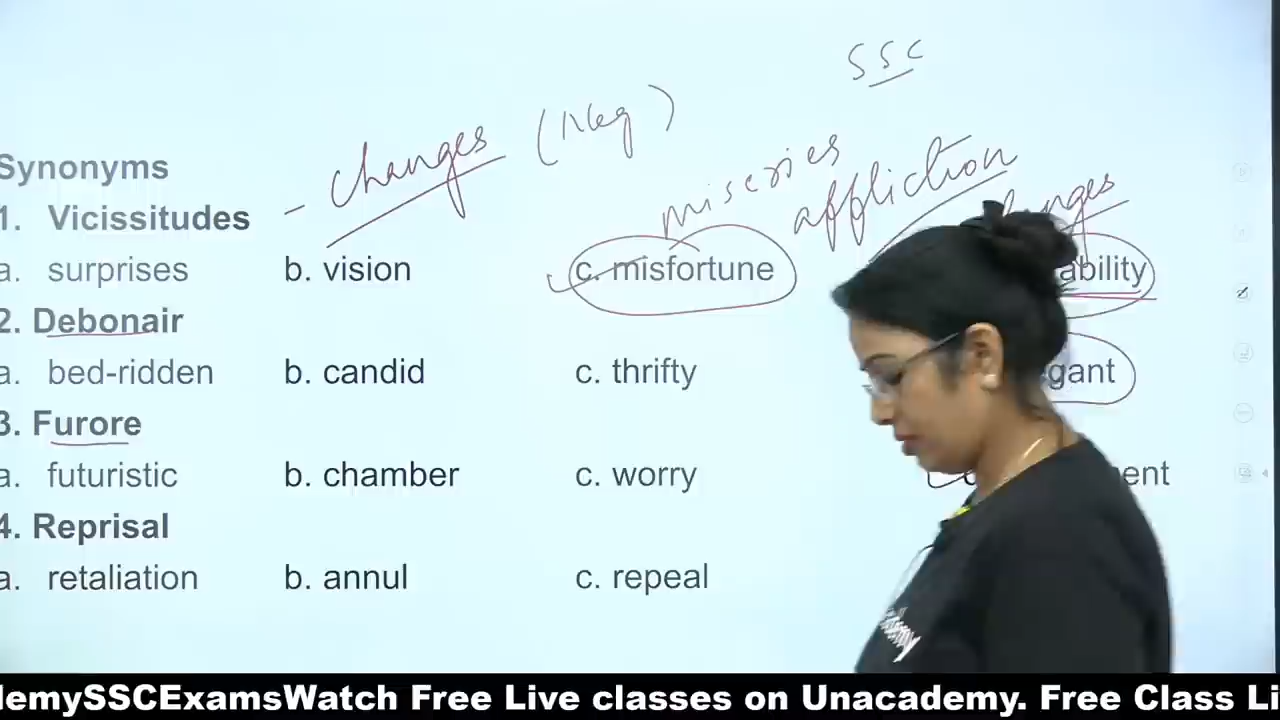 SSC
changes (Neg)
Synonyms
miseries
affliction
1. Vicissitudes -
a. surprises b. vision c. misfortune ability
2. Debonair
a. bed-ridden b. candid c. thrifty gant
3. Furore
a. futuristic b. chamber c. worry ent
4. Reprisal
a. retaliation b. annul c. repeal
demySSCExamsWatch Free Live classes on Unacademy. Free Class Li